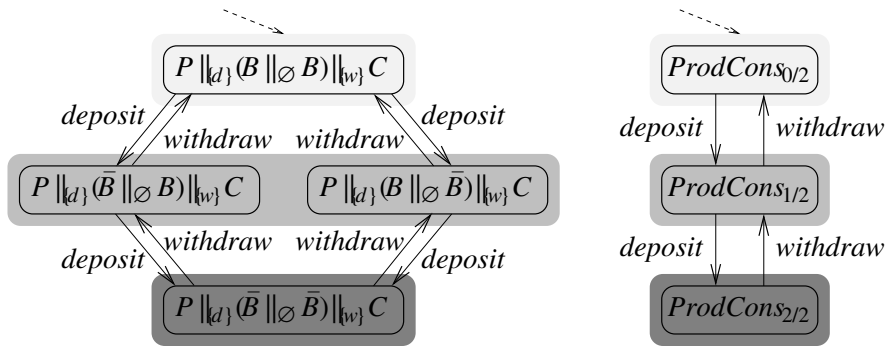 P ∥{d} (B ∥∅ B) ∥{w} C ProdCons0/2
deposit withdraw withdraw deposit deposit withdraw
P ∥{d} (B̄ ∥∅ B) ∥{w} C P ∥{d} (B ∥∅ B̄) ∥{w} C ProdCons1/2
deposit withdraw withdraw deposit deposit withdraw
P ∥{d} (B̄ ∥∅ B̄) ∥{w} C ProdCons2/2